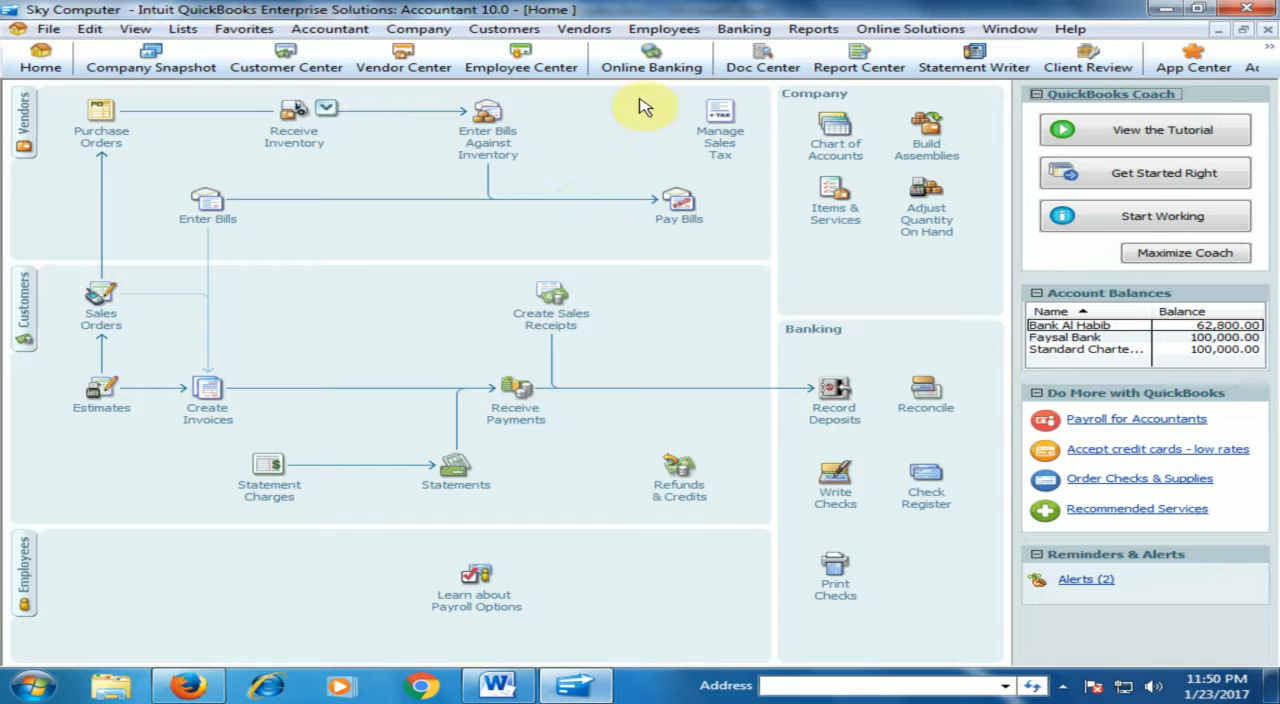 Sky Computer - Intuit QuickBooks Enterprise Solutions: Accountant 10.0 - [Home ]
File Edit View Lists Favorites Accountant Company Customers Vendors Employees Banking Reports Online Solutions Window Help
Home Company Snapshot Customer Center Vendor Center Employee Center Online Banking Doc Center Report Center Statement Writer Client Review App Center Ac
Vendors
Purchase
Orders
Receive
Inventory
Enter Bills
Against
Inventory
+ TAX
Manage
Sales
Tax
Enter Bills
Pay Bills
Customers
Sales
Orders
Create Sales
Receipts
Estimates
Create
Invoices
Receive
Payments
Statement
Charges
Statements
Refunds
& Credits
Employees
Learn about
Payroll Options
Company
Chart of
Accounts
Build
Assemblies
Items &
Services
Adjust
Quantity
On Hand
Banking
Record
Deposits
Reconcile
Write
Checks
Check
Register
Print
Checks
QuickBooks Coach
View the Tutorial
Get Started Right
Start Working
Maximize Coach
Account Balances
Name Balance
Bank Al Habib 62,800.00
Faysal Bank 100,000.00
Standard Charte... 100,000.00
Do More with QuickBooks
Payroll for Accountants
Accept credit cards - low rates
Order Checks & Supplies
Recommended Services
Reminders & Alerts
Alerts (2)
Address
11:50 PM
1/23/2017